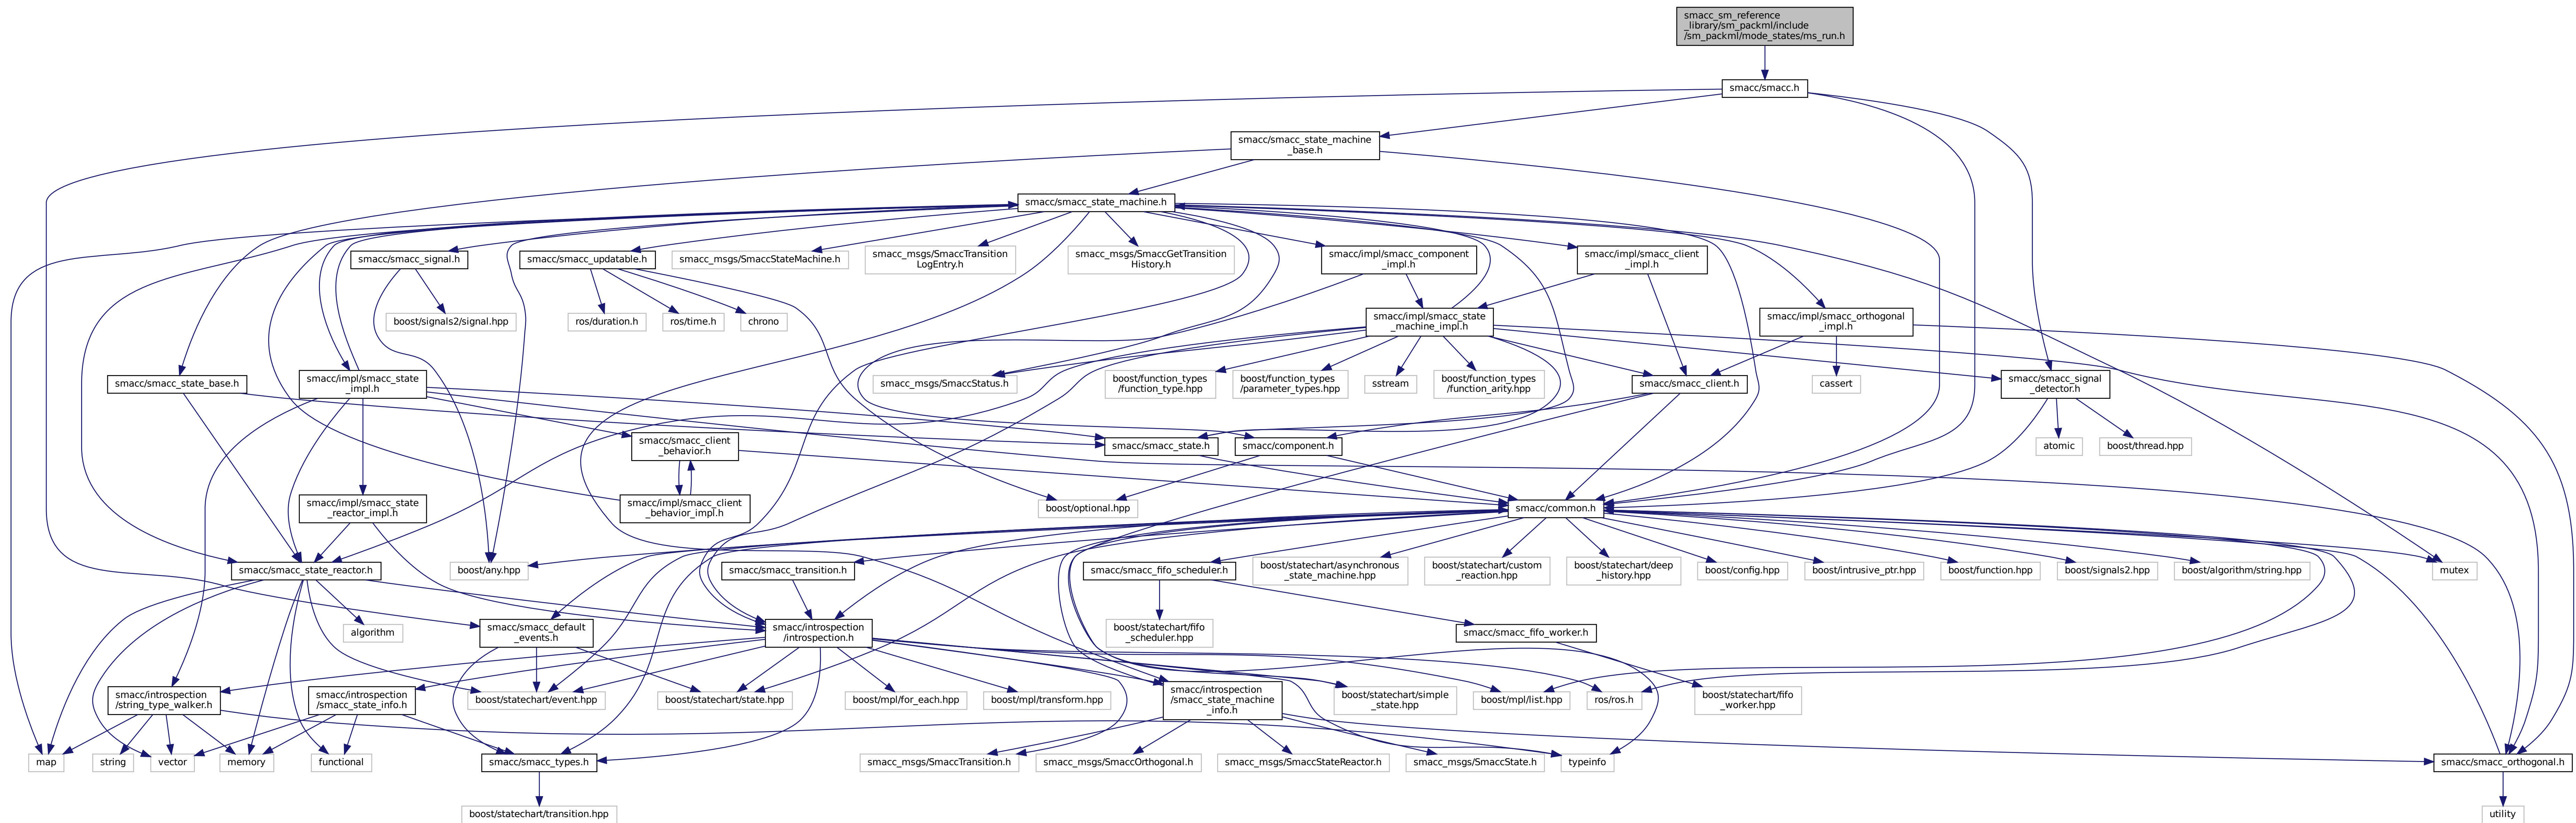 smacc_sm_reference
_library/sm_packml/include
/sm_packml/mode_states/ms_run.h
smacc/smacc.h
smacc/smacc_state_machine
_base.h
smacc/smacc_state_machine.h
smacc/smacc_signal.h
smacc/smacc_updatable.h
smacc_msgs/SmaccStateMachine.h
smacc_msgs/SmaccTransition
LogEntry.h
smacc_msgs/SmaccGetTransition
History.h
smacc/impl/smacc_component
_impl.h
smacc/impl/smacc_client
_impl.h
boost/signals2/signal.hpp
ros/duration.h
ros/time.h
chrono
smacc/impl/smacc_state
_machine_impl.h
smacc/impl/smacc_orthogonal
_impl.h
smacc/smacc_state_base.h
smacc/impl/smacc_state
_impl.h
smacc_msgs/SmaccStatus.h
boost/function_types
/function_type.hpp
boost/function_types
/parameter_types.hpp
sstream
boost/function_types
/function_arity.hpp
smacc/smacc_client.h
cassert
smacc/smacc_signal
_detector.h
smacc/smacc_client
_behavior.h
smacc/smacc_state.h
smacc/component.h
atomic
boost/thread.hpp
smacc/impl/smacc_state
_reactor_impl.h
smacc/impl/smacc_client
_behavior_impl.h
boost/optional.hpp
smacc/common.h
smacc/smacc_state_reactor.h
boost/any.hpp
smacc/smacc_transition.h
smacc/smacc_fifo_scheduler.h
boost/statechart/asynchronous
_state_machine.hpp
boost/statechart/custom
_reaction.hpp
boost/statechart/deep
_history.hpp
boost/config.hpp
boost/intrusive_ptr.hpp
boost/function.hpp
boost/signals2.hpp
boost/algorithm/string.hpp
mutex
algorithm
smacc/smacc_default
_events.h
smacc/introspection
/introspection.h
boost/statechart/fifo
_scheduler.hpp
smacc/smacc_fifo_worker.h
smacc/introspection
/string_type_walker.h
smacc/introspection
/smacc_state_info.h
boost/statechart/event.hpp
boost/statechart/state.hpp
boost/mpl/for_each.hpp
boost/mpl/transform.hpp
smacc/introspection
/smacc_state_machine
_info.h
boost/statechart/simple
_state.hpp
boost/mpl/list.hpp
ros/ros.h
boost/statechart/fifo
_worker.hpp
map
string
vector
memory
functional
smacc/smacc_types.h
smacc_msgs/SmaccTransition.h
smacc_msgs/SmaccOrthogonal.h
smacc_msgs/SmaccStateReactor.h
smacc_msgs/SmaccState.h
typeinfo
smacc/smacc_orthogonal.h
boost/statechart/transition.hpp
utility